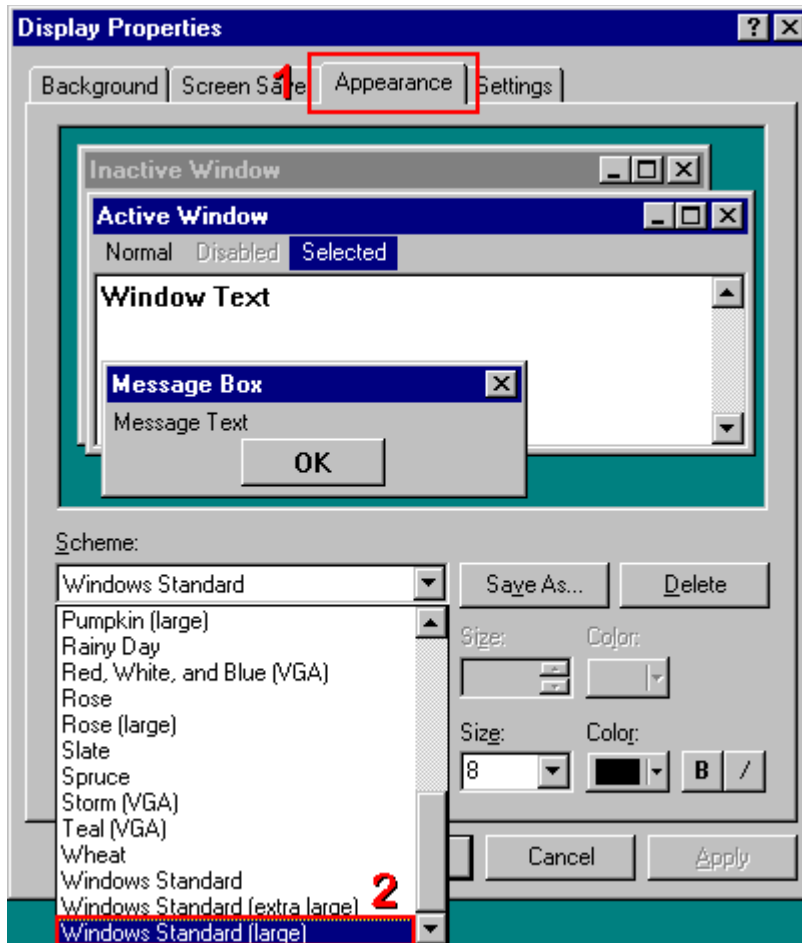 Display Properties
Background Screen Save 1 Appearance Settings
Inactive Window
Active Window
Normal Disabled Selected
Window Text
Message Box
Message Text
OK
Scheme:
Windows Standard Save As... Delete
Pumpkin (large)
Rainy Day
Red, White, and Blue (VGA)
Rose
Rose (large)
Slate
Spruce
Storm (VGA)
Teal (VGA)
Wheat
Windows Standard
Windows Standard (extra large) 2
Windows Standard (large)
Size: Color:
Size: Color:
8 B /
Cancel Apply